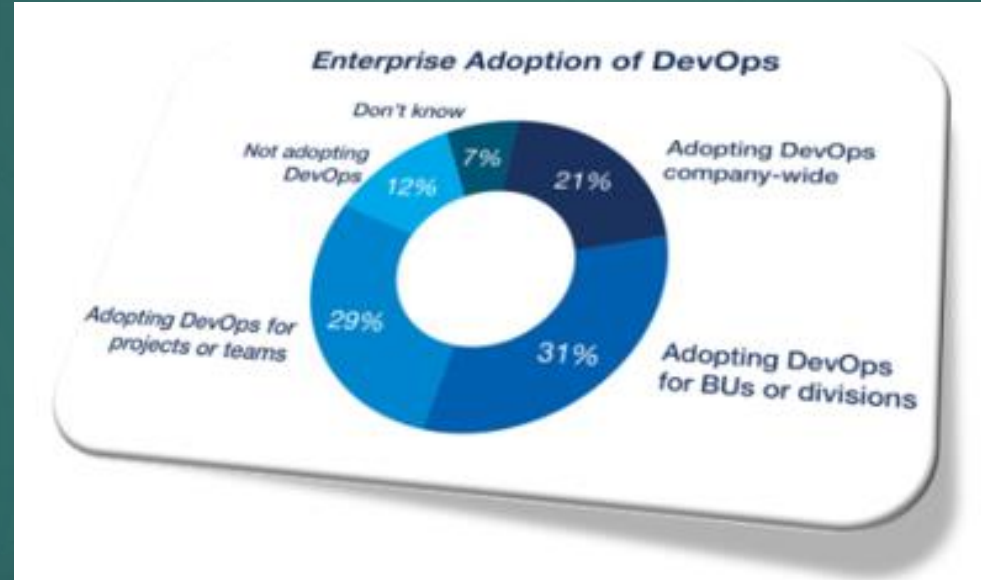 Enterprise Adoption of DevOps
Don't know
7%
Not adopting
DevOps
12%
21%
Adopting DevOps
company-wide
Adopting DevOps for
projects or teams
29%
31%
Adopting DevOps
for BUs or divisions